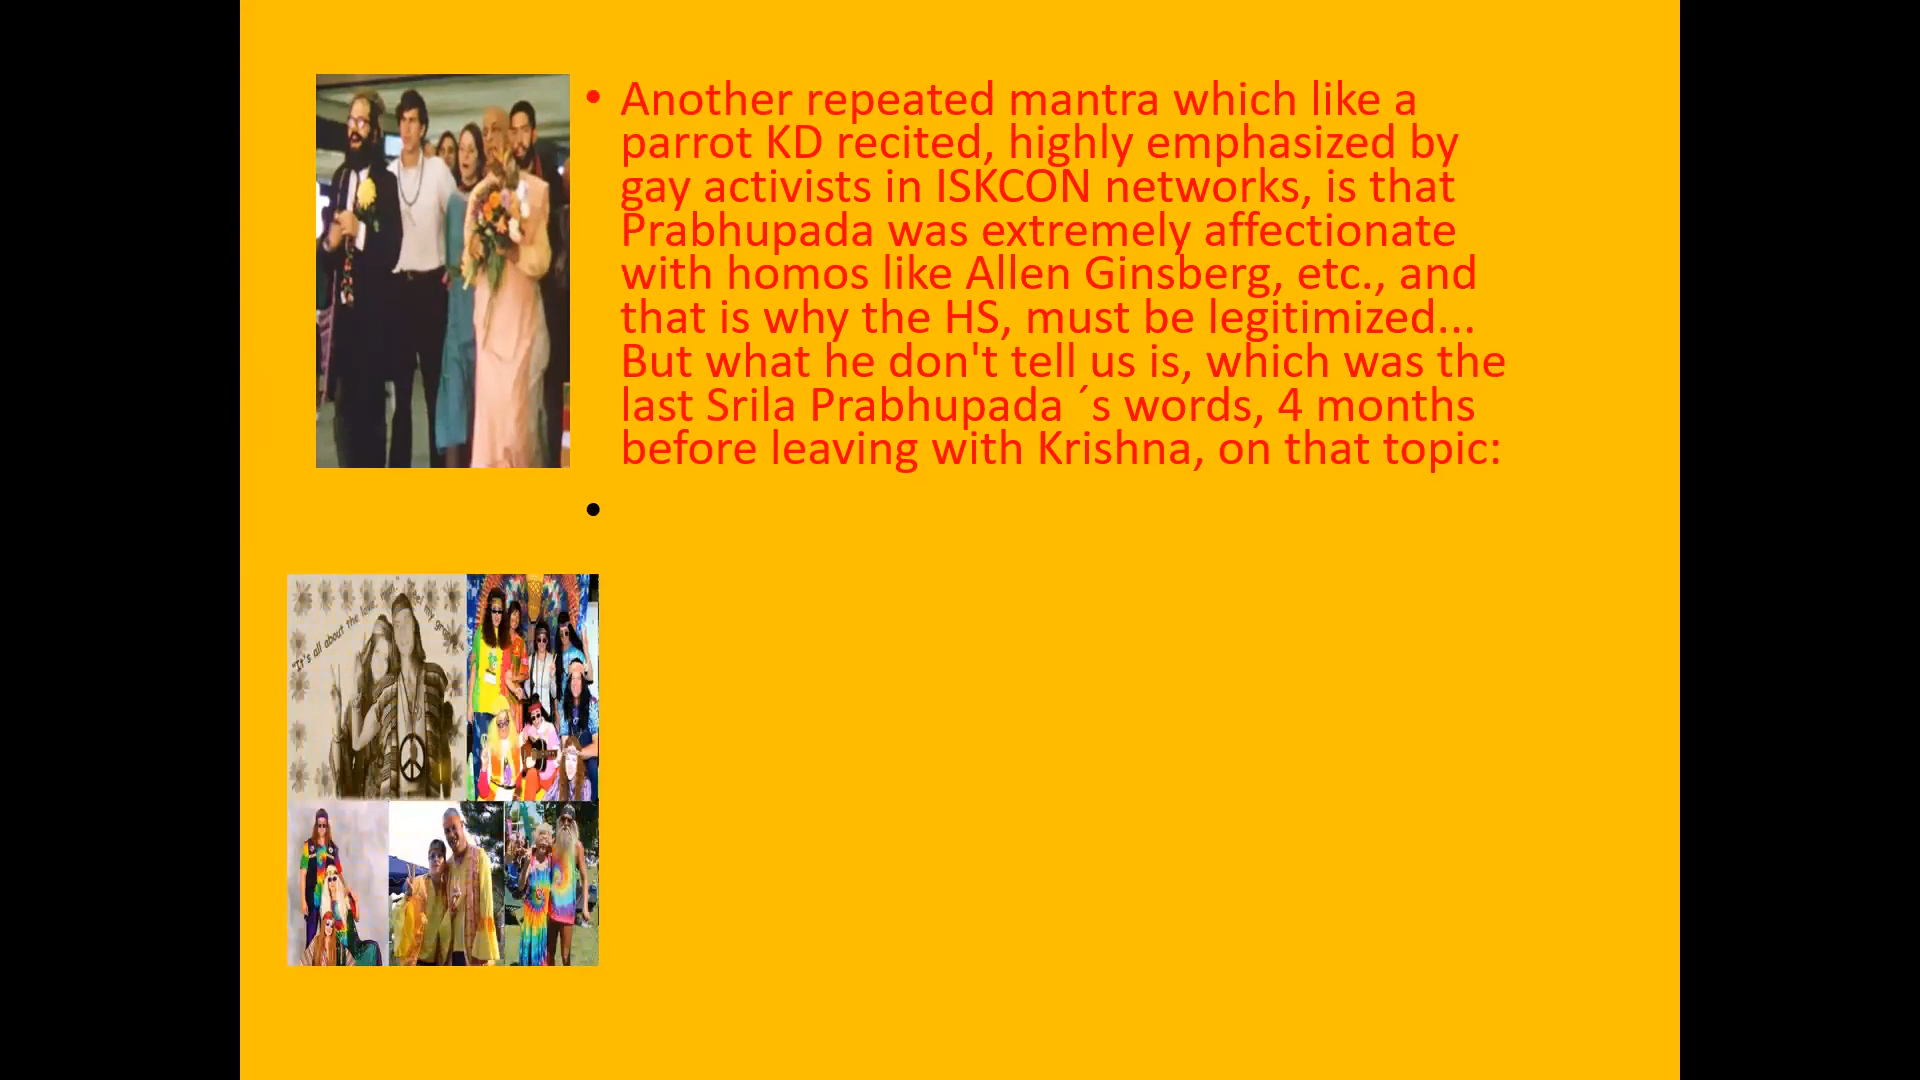 • Another repeated mantra which like a
parrot KD recited, highly emphasized by
gay activists in ISKCON networks, is that
Prabhupada was extremely affectionate
with homos like Allen Ginsberg, etc., and
that is why the HS, must be legitimized...
But what he don't tell us is, which was the
last Srila Prabhupada ´s words, 4 months
before leaving with Krishna, on that topic:
•
"It's all about the love, man.